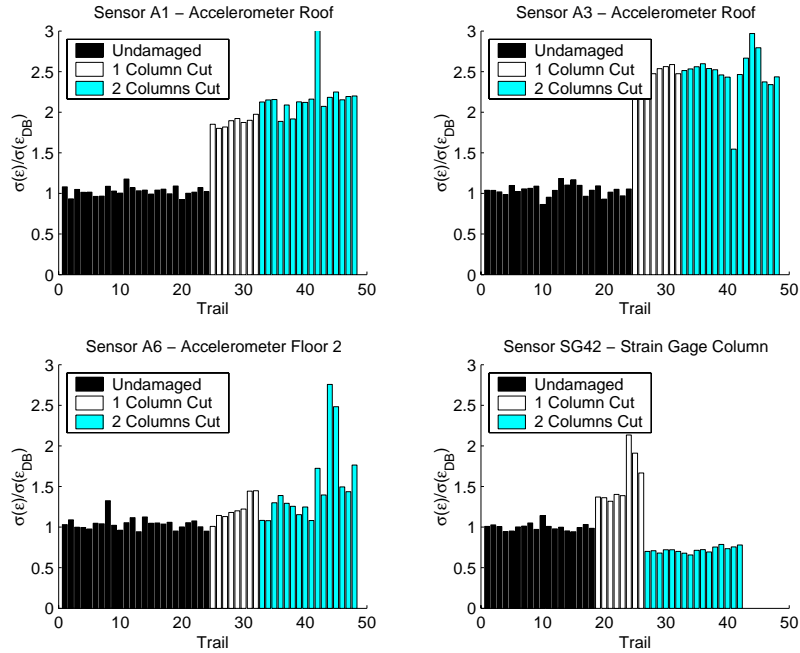 Sensor A1 − Accelerometer Roof
3
2.5
2
1.5
1
0.5
0
σ(ε)/σ(ε_DB)
Undamaged
1 Column Cut
2 Columns Cut
0 10 20 30 40 50
Trail
Sensor A3 − Accelerometer Roof
3
2.5
2
1.5
1
0.5
0
σ(ε)/σ(ε_DB)
Undamaged
1 Column Cut
2 Columns Cut
0 10 20 30 40 50
Trail
Sensor A6 − Accelerometer Floor 2
3
2.5
2
1.5
1
0.5
0
σ(ε)/σ(ε_DB)
Undamaged
1 Column Cut
2 Columns Cut
0 10 20 30 40 50
Trail
Sensor SG42 − Strain Gage Column
3
2.5
2
1.5
1
0.5
0
σ(ε)/σ(ε_DB)
Undamaged
1 Column Cut
2 Columns Cut
0 10 20 30 40 50
Trail